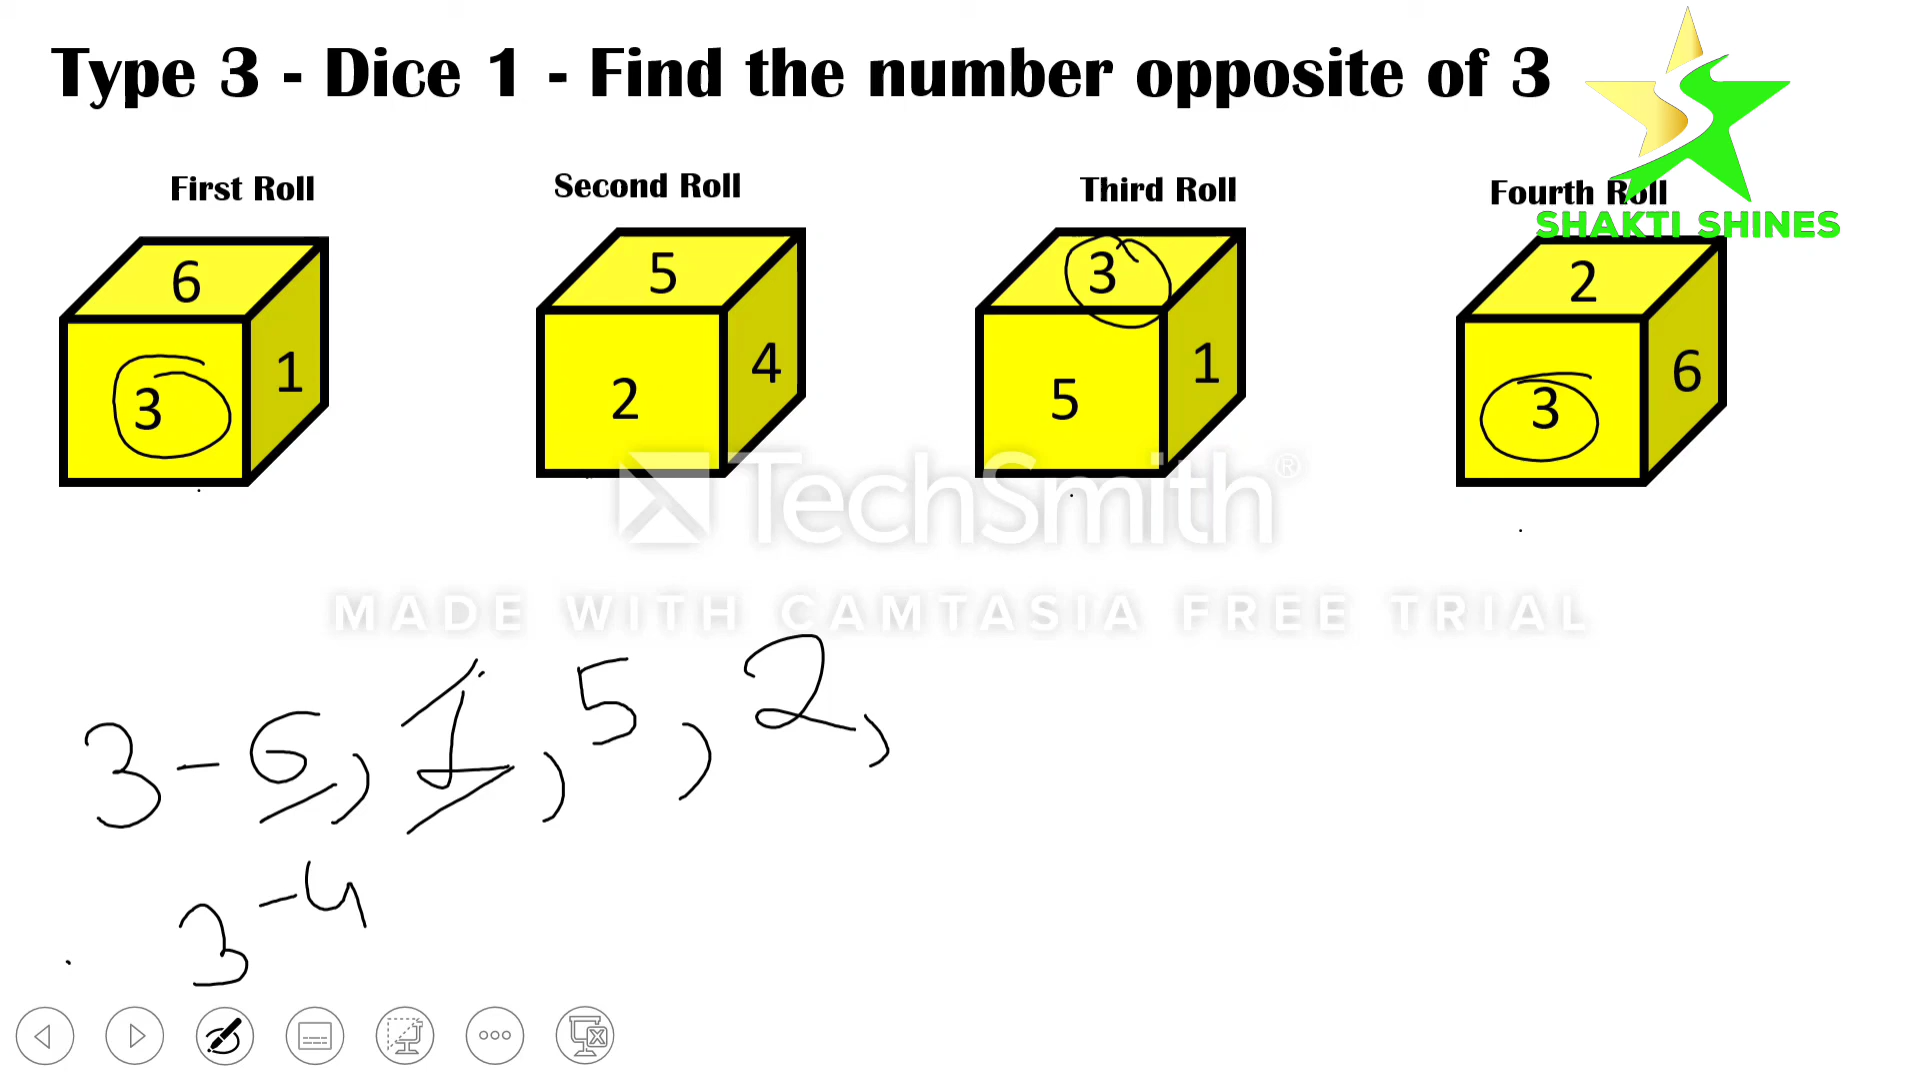 Type 3 - Dice 1 - Find the number opposite of 3
First Roll
Second Roll
Third Roll
Fourth Roll
SHAKTI SHINES
6
3 1
5
2 4
3
5 1
2
3 6
TechSmith®
MADE WITH CAMTASIA FREE TRIAL
3 - 6, 1, 5, 2,
3 - 4